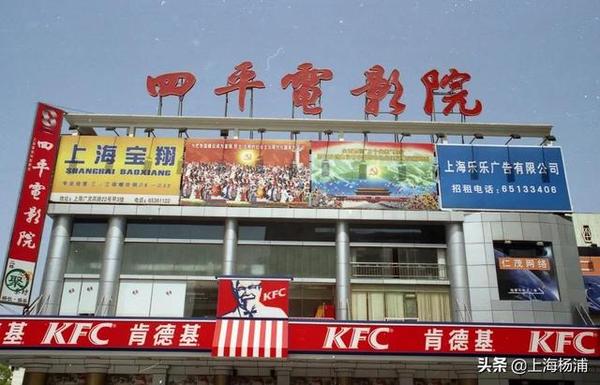 四平電影院
四平電影院
上海宝翔
SHANGHAI BAOXIANG
上海乐乐广告有限公司
招租电话：65133406
仁茂网络
KFC
KFC 肯德基 KFC 肯德基 KFC
头条 @上海杨浦